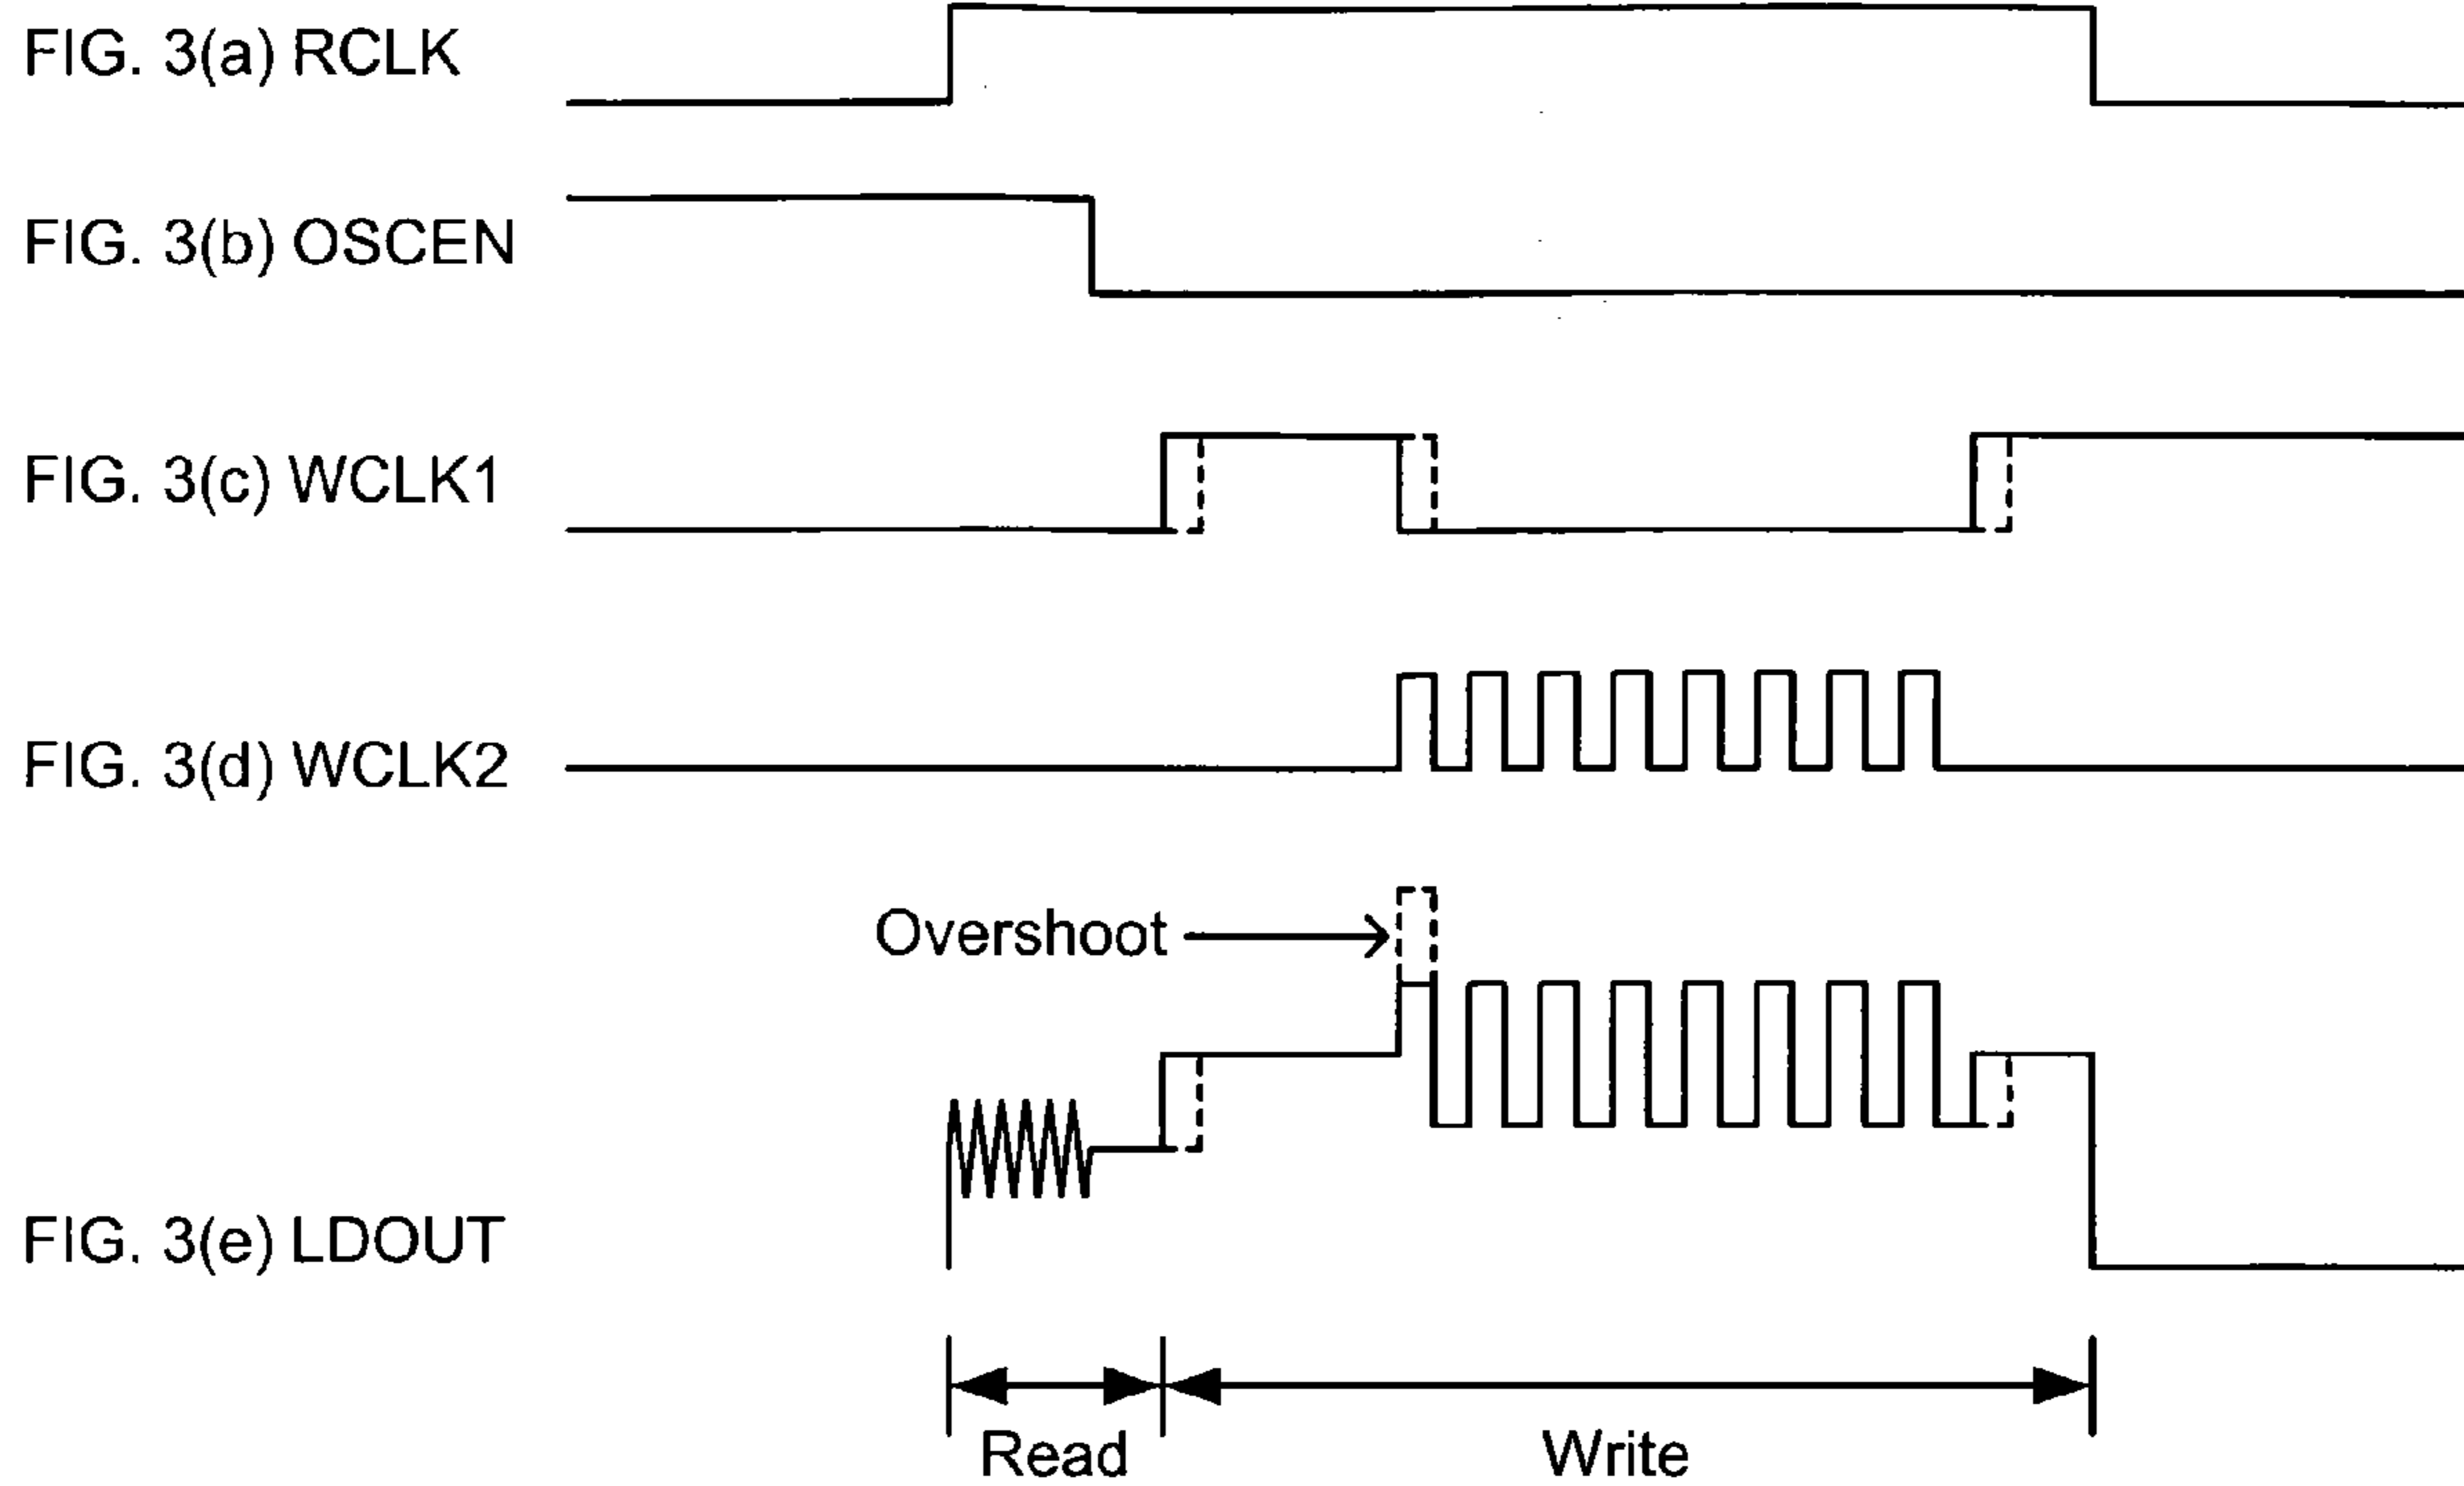 FIG. 3(a) RCLK
FIG. 3(b) OSCEN
FIG. 3(c) WCLK1
FIG. 3(d) WCLK2
Overshoot
FIG. 3(e) LDOUT
Read
Write